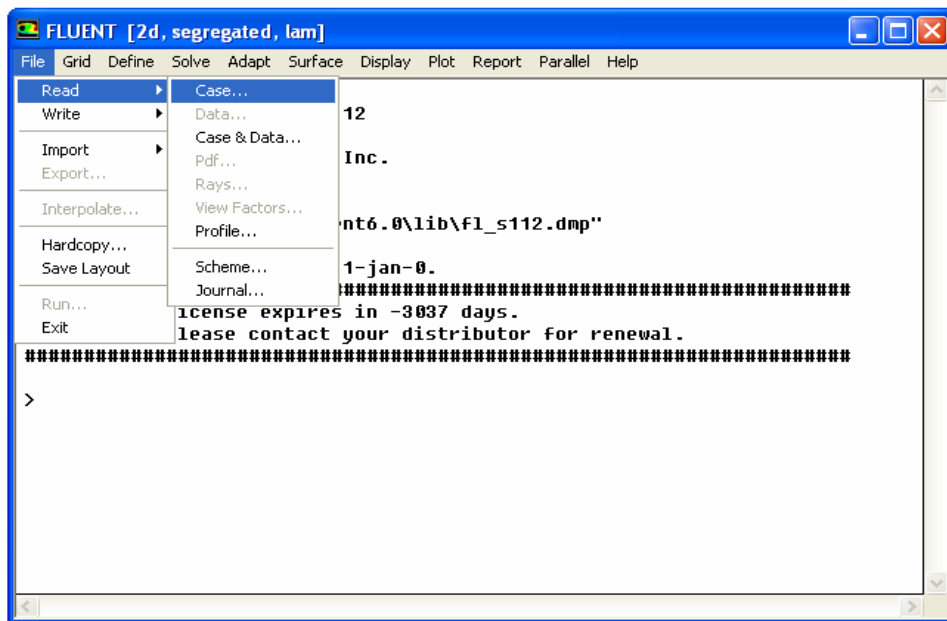 FLUENT [2d, segregated, lam]
File Grid Define Solve Adapt Surface Display Plot Report Parallel Help
Read
Write
Import
Export...
Interpolate...
Hardcopy...
Save Layout
Run...
Exit
Case...
Data...
Case & Data...
Pdf...
Rays...
View Factors...
Profile...
Scheme...
Journal...
12
Inc.
nt6.0\lib\fl_s112.dmp"
1-jan-0.
###########################################
icense expires in -3037 days.
lease contact your distributor for renewal.
######################################################################
>